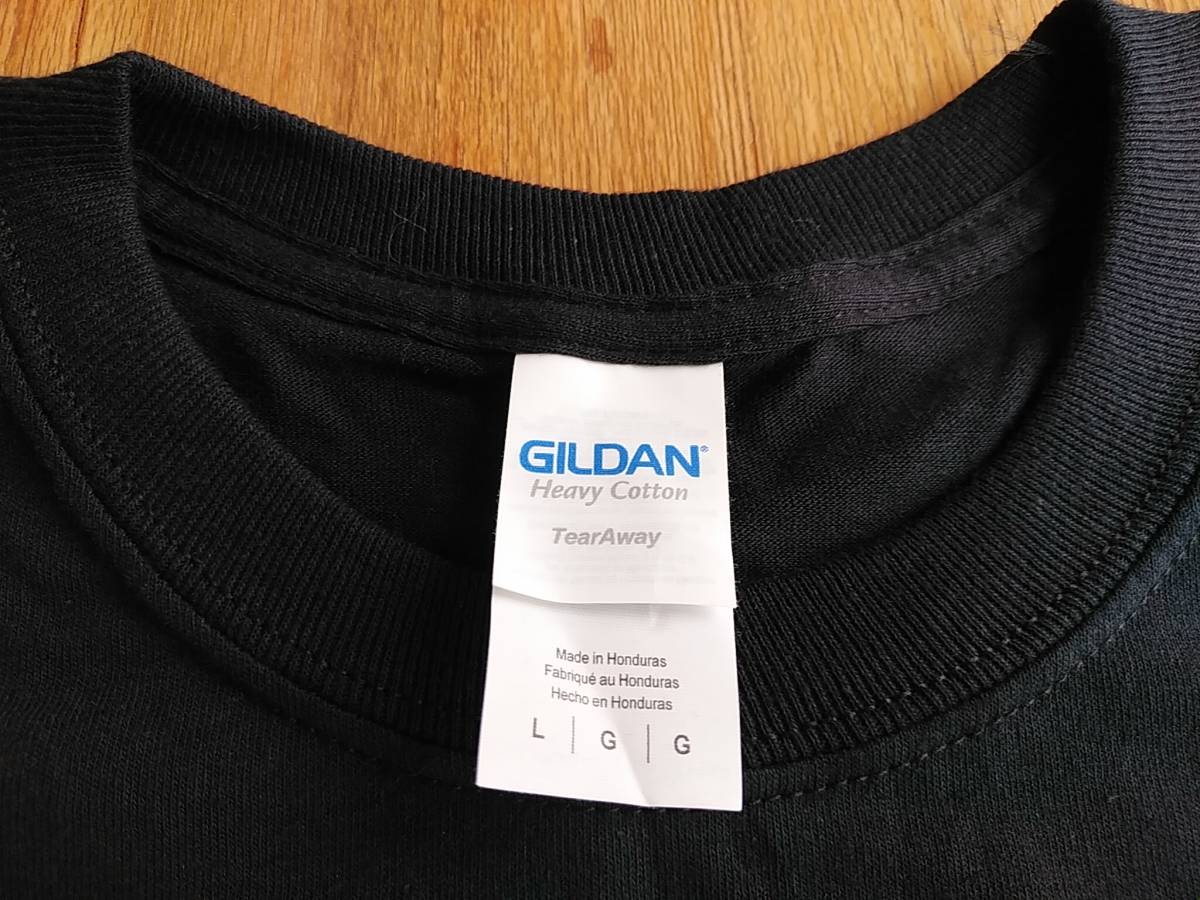 GILDAN®
Heavy Cotton
TearAway
Made in Honduras
Fabriqué au Honduras
Hecho en Honduras
L | G | G